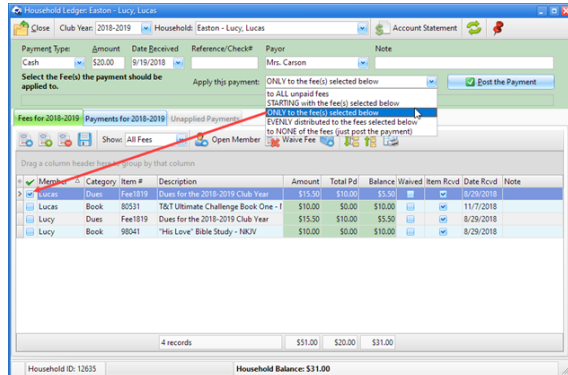 Household Ledger: Easton - Lucy, Lucas
Close Club Year: 2018-2019 Household: Easton - Lucy, Lucas Account Statement
Payment Type: Amount Date Received Reference/Check# Payor Note
Cash $20.00 9/19/2018 Mrs. Carson
Select the Fee(s) the payment should be applied to.
Apply this payment: ONLY to the fee(s) selected below Post the Payment
to ALL unpaid fees
STARTING with the fee(s) selected below
ONLY to the fee(s) selected below
EVENLY distributed to the fees selected below
to NONE of the fees (just post the payment)
Fees for 2018-2019 Payments for 2018-2019 Unapplied Payments
Show: All Fees Open Member Waive Fee
Drag a column header here to group by that column
Member Category Item # Description Amount Total Pd Balance Waived Item Rcvd Date Rcvd Note
Lucas Dues Fee1819 Dues for the 2018-2019 Club Year $15.50 $10.00 $5.50 8/29/2018
Lucas Book 80531 T&T Ultimate Challenge Book One - $10.00 $0.00 $10.00 11/7/2018
Lucy Dues Fee1819 Dues for the 2018-2019 Club Year $15.50 $10.00 $5.50 8/29/2018
Lucy Book 98041 "His Love" Bible Study - NKJV $10.00 $0.00 $10.00 8/29/2018
4 records $51.00 $20.00 $31.00
Household ID: 12635 Household Balance: $31.00